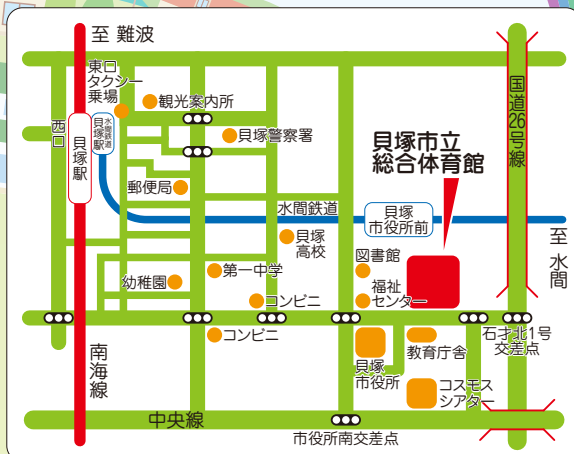 至 難波
東口
タクシー
乗場
観光案内所
国道26号線
西口
貝塚駅
水間鉄道
貝塚駅
貝塚警察署
貝塚市立
総合体育館
郵便局
水間鉄道
貝塚
市役所前
至 水間
貝塚
高校
図書館
幼稚園
第一中学
福祉
センター
コンビニ
コンビニ
石才北1号
交差点
南海線
貝塚
市役所
教育庁舎
コスモス
シアター
中央線
市役所南交差点